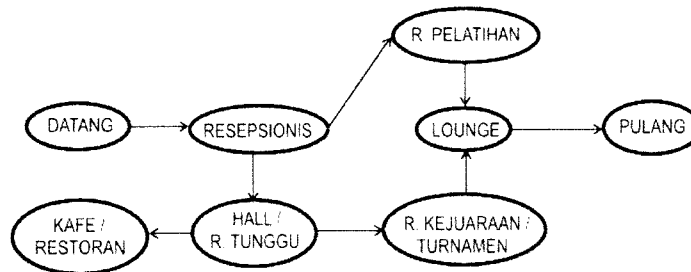 R. PELATIHAN
DATANG
RESEPSIONIS
LOUNGE
PULANG
KAFE /
RESTORAN
HALL /
R. TUNGGU
R. KEJUARAAN /
TURNAMEN